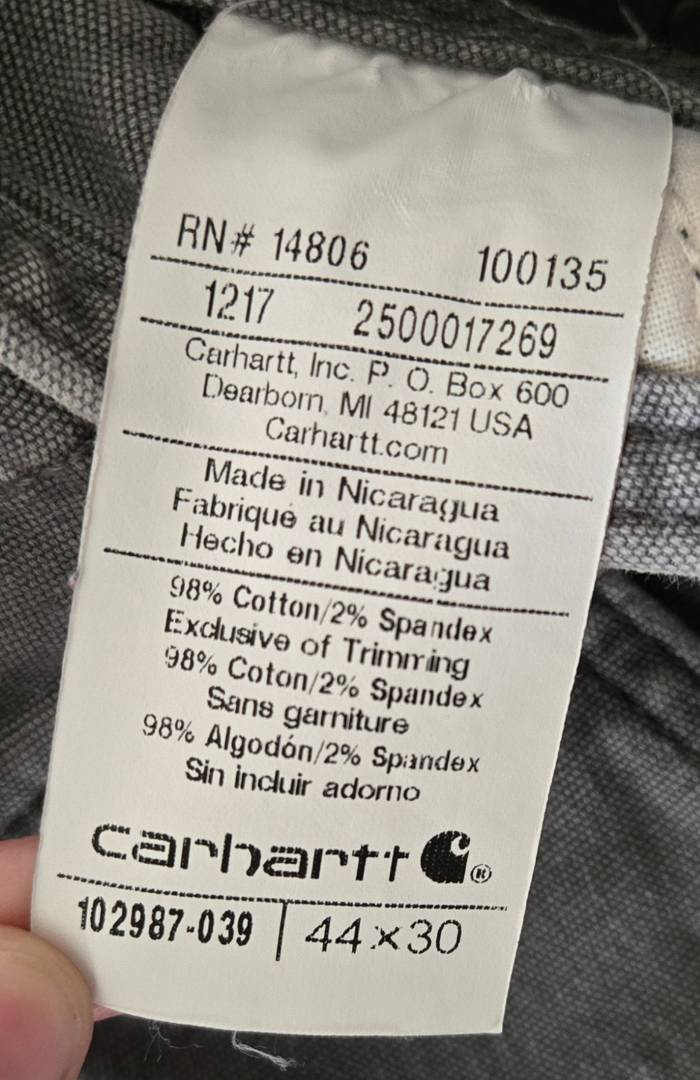 RN# 14806 100135
1217 2500017269
Carhartt, Inc. P. O. Box 600
Dearborn, MI 48121 USA
Carhartt.com
Made in Nicaragua
Fabriqué au Nicaragua
Hecho en Nicaragua
98% Cotton/2% Spandex
Exclusive of Trimming
98% Coton/2% Spandex
Sans garniture
98% Algodón/2% Spandex
Sin incluir adorno
carhartt ®
102987-039 | 44x30